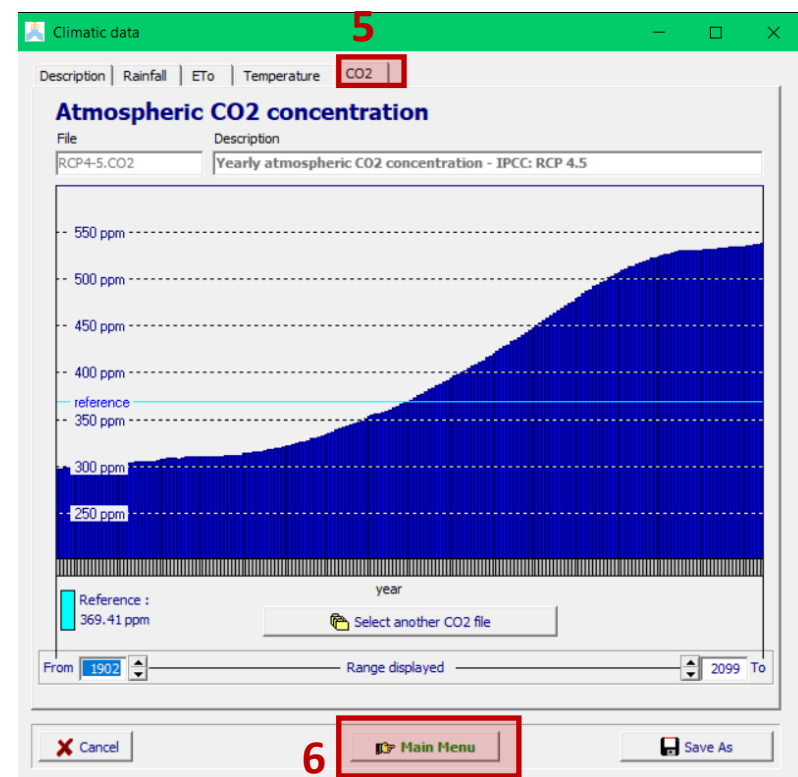 Climatic data
5
Description Rainfall ETo Temperature CO2
Atmospheric CO2 concentration
File Description
RCP4-5.CO2 Yearly atmospheric CO2 concentration - IPCC: RCP 4.5
550 ppm
500 ppm
450 ppm
400 ppm
reference
350 ppm
300 ppm
250 ppm
year
Reference :
369.41 ppm
Select another CO2 file
From 1902 Range displayed 2099 To
Cancel 6 Main Menu Save As